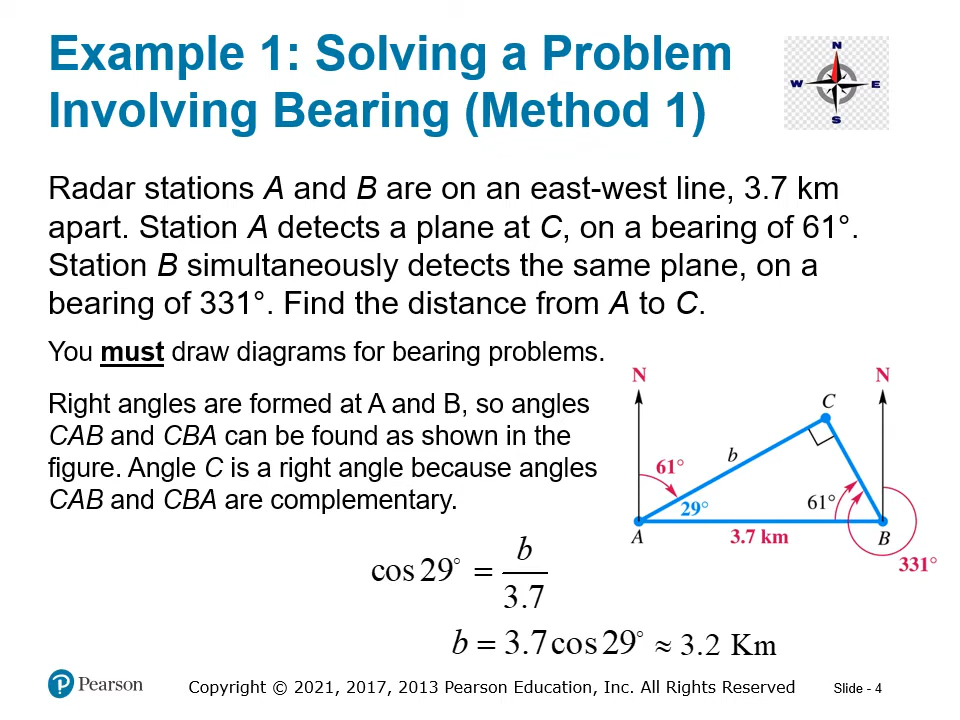 Example 1: Solving a Problem
Involving Bearing (Method 1)
N
W E
S
Radar stations A and B are on an east-west line, 3.7 km
apart. Station A detects a plane at C, on a bearing of 61°.
Station B simultaneously detects the same plane, on a
bearing of 331°. Find the distance from A to C.
You must draw diagrams for bearing problems.
Right angles are formed at A and B, so angles
CAB and CBA can be found as shown in the
figure. Angle C is a right angle because angles
CAB and CBA are complementary.
N N
C
b
61°
29° 61°
A 3.7 km B
331°
cos 29° = b/3.7
b = 3.7 cos 29° ≈ 3.2 Km
P Pearson
Copyright © 2021, 2017, 2013 Pearson Education, Inc. All Rights Reserved
Slide - 4